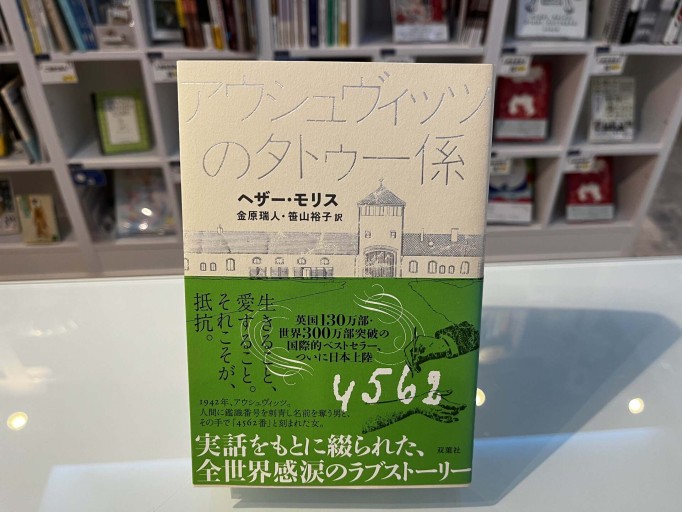 アウシュヴィッツ
のタトゥー係
ヘザー・モリス
金原瑞人・笹山裕子 訳
生きること、
愛すること。
それこそが、
抵抗。
英国130万部・
世界300万部突破の
国際的ベストセラー、
ついに日本上陸
4562
1942年、アウシュヴィッツ。
人間に鑑識番号を刺青し名前を奪う男と、
その手で「4562番」と刻まれた女。
実話をもとに綴られた、
全世界感涙のラブストーリー
双葉社